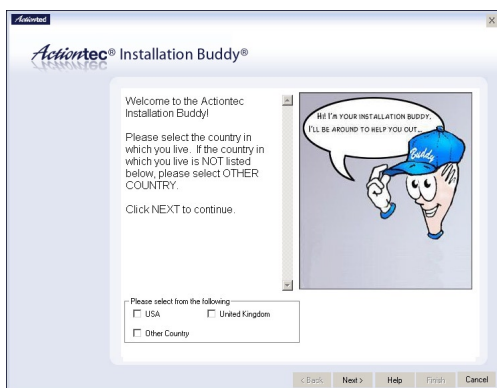 Actiontec
Actiontec® Installation Buddy®
Welcome to the Actiontec
Installation Buddy!
Please select the country in
which you live. If the country in
which you live is NOT listed
below, please select OTHER
COUNTRY.
Click NEXT to continue.
HI! I'M YOUR INSTALLATION BUDDY,
I'LL BE AROUND TO HELP YOU OUT...
Buddy
Please select from the following
USA
United Kingdom
Other Country
< Back
Next >
Help
Finish
Cancel